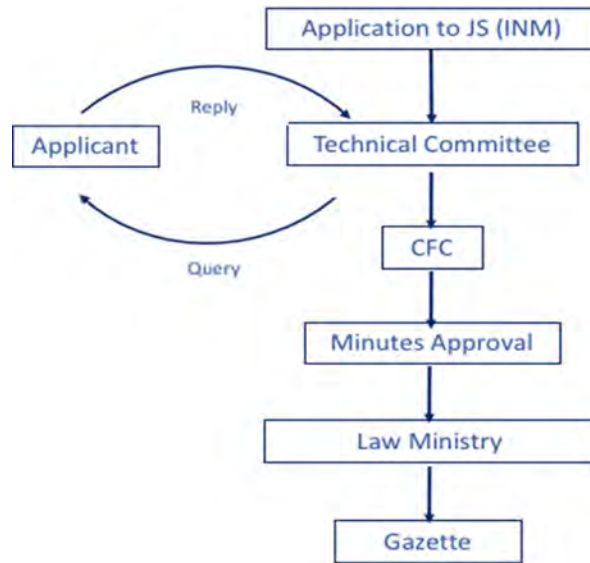 Application to JS (INM)
Reply
Applicant
Technical Committee
Query
CFC
Minutes Approval
Law Ministry
Gazette